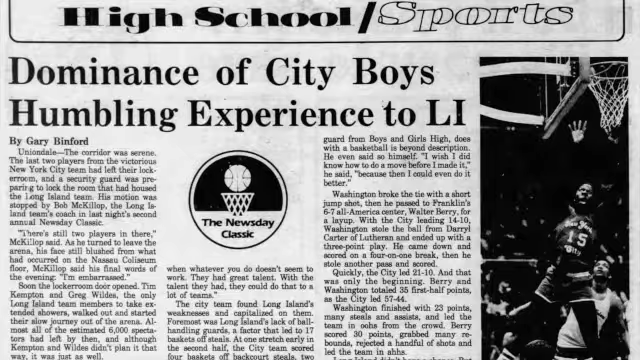 High School/Sports
Dominance of City Boys
Humbling Experience to LI
By Gary Binford
Uniondale—The corridor was serene.
The last two players from the victorious
New York City team had left their lock-
erroom, and a security guard was pre-
paring to lock the room that had housed
the Long Island team. His motion was
stopped by Bob McKillop, the Long Is-
land team's coach in last night's second
annual Newsday Classic.
"There's still two players in there,"
McKillop said. As he turned to leave the
arena, his face still blushed from what
had occurred on the Nassau Coliseum
floor, McKillop said his final words of
the evening: "I'm embarrassed."
Soon the lockerroom door opened. Tim
Kempton and Greg Wildes, the only
Long Island team members to take ex-
tended showers, walked out and started
their slow journey out of the arena. Al-
most all of the estimated 6,000 specta-
tors had left by then, and although
Kempton and Wildes didn't plan it that
way, it was just as well.
The Newsday
Classic
when whatever you do doesn't seem to
work. They had great talent. With the
talent they had, they could do that to a
lot of teams."
The city team found Long Island's
weaknesses and capitalized on them.
Foremost was Long Island's lack of ball-
handling guards, a factor that led to 17
baskets off steals. At one stretch early in
the second half, the City team scored
four baskets off backcourt steals, two
guard from Boys and Girls High, does
with a basketball is beyond description.
He even said so himself. "I wish I did
know how to do a move before I made it,"
he said, "because then I could even do it
better."
Washington broke the tie with a short
jump shot, then he passed to Franklin's
6-7 all-America center, Walter Berry, for
a layup. With the City leading 14-10,
Washington stole the ball from Darryl
Carter of Lutheran and ended up with a
three-point play. He came down and
scored on a four-on-one break, then he
stole another peas and scored.
Quickly, the City led 21-10. And that
was only the beginning. Berry and
Washington totaled 35 first-half points,
as the City led 57-44.
Washington finished with 23 points,
many steals and assists, and led the
team in oohs from the crowd. Berry
scored 30 points, grabbed many re-
bounds, rejected a handful of shots and
led the team in ahhs.